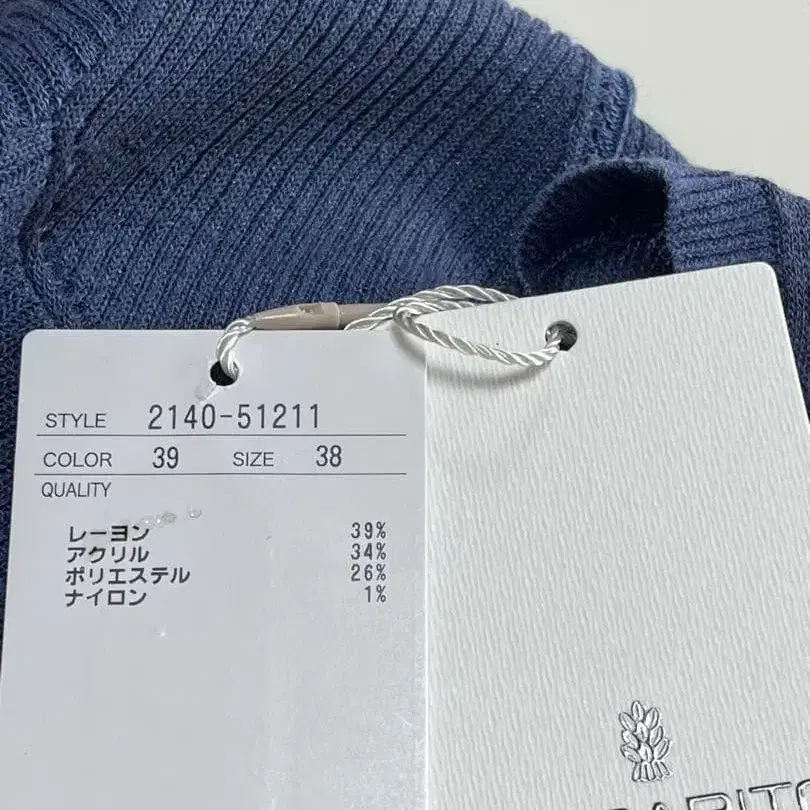 STYLE 2140-51211
COLOR 39 SIZE 38
QUALITY
レーヨン 39%
アクリル 34%
ポリエステル 26%
ナイロン 1%